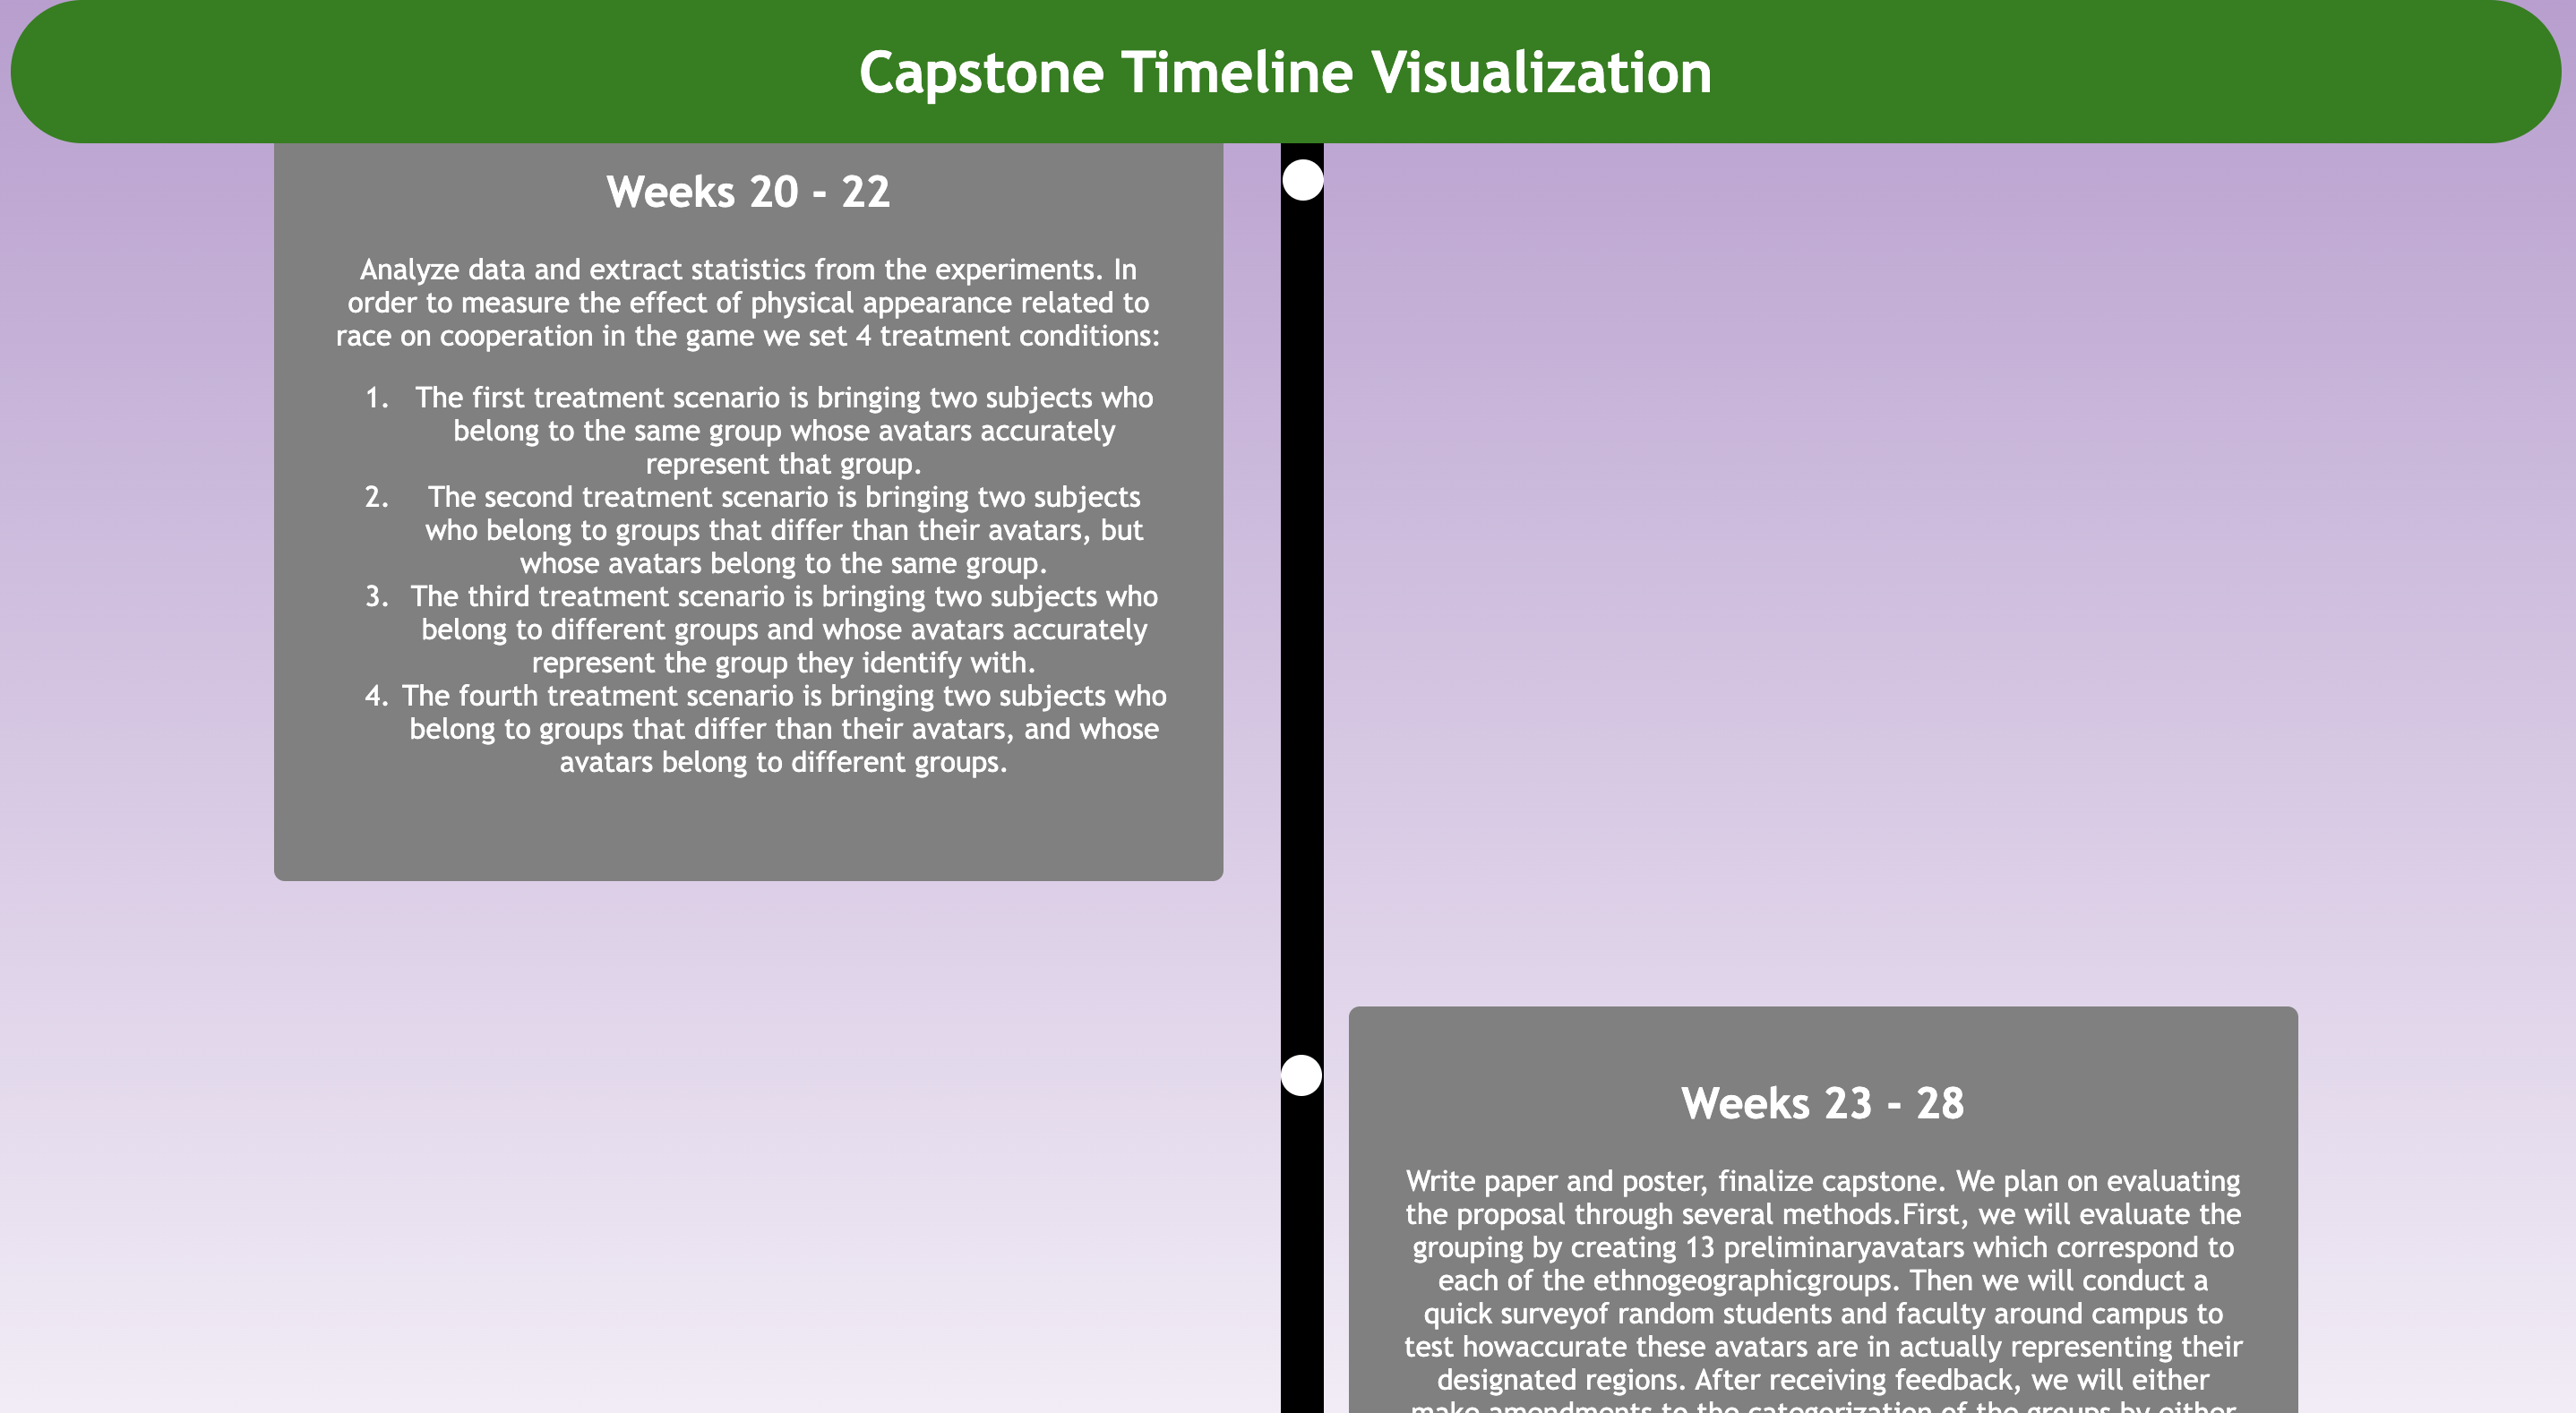 Capstone Timeline Visualization
Weeks 20 - 22
Analyze data and extract statistics from the experiments. In
order to measure the effect of physical appearance related to
race on cooperation in the game we set 4 treatment conditions:
1. The first treatment scenario is bringing two subjects who
belong to the same group whose avatars accurately
represent that group.
2. The second treatment scenario is bringing two subjects
who belong to groups that differ than their avatars, but
whose avatars belong to the same group.
3. The third treatment scenario is bringing two subjects who
belong to different groups and whose avatars accurately
represent the group they identify with.
4. The fourth treatment scenario is bringing two subjects who
belong to groups that differ than their avatars, and whose
avatars belong to different groups.
Weeks 23 - 28
Write paper and poster, finalize capstone. We plan on evaluating
the proposal through several methods.First, we will evaluate the
grouping by creating 13 preliminaryavatars which correspond to
each of the ethnogeographicgroups. Then we will conduct a
quick surveyof random students and faculty around campus to
test howaccurate these avatars are in actually representing their
designated regions. After receiving feedback, we will either
make amendments to the categorization of the groups by either